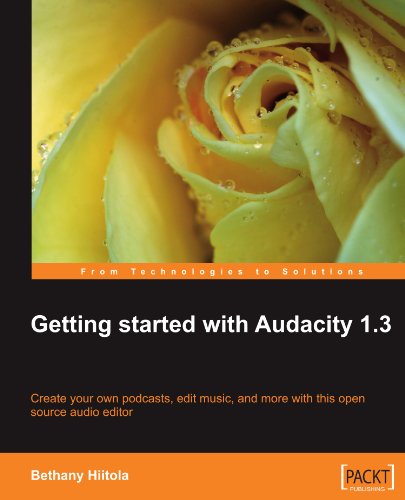 From Technologies to Solutions
Getting started with Audacity 1.3
Create your own podcasts, edit music, and more with this open
source audio editor
Bethany Hiitola
PACKT
PUBLISHING